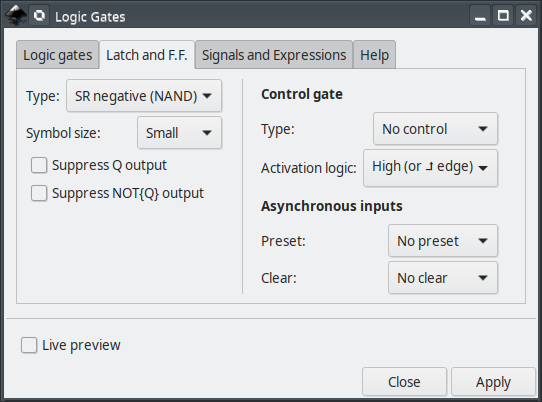 Logic Gates
Logic gates Latch and F.F. Signals and Expressions Help
Type: SR negative (NAND)
Symbol size: Small
Suppress Q output
Suppress NOT{Q} output
Control gate
Type: No control
Activation logic: High (or ⮥ edge)
Asynchronous inputs
Preset: No preset
Clear: No clear
Live preview
Close Apply